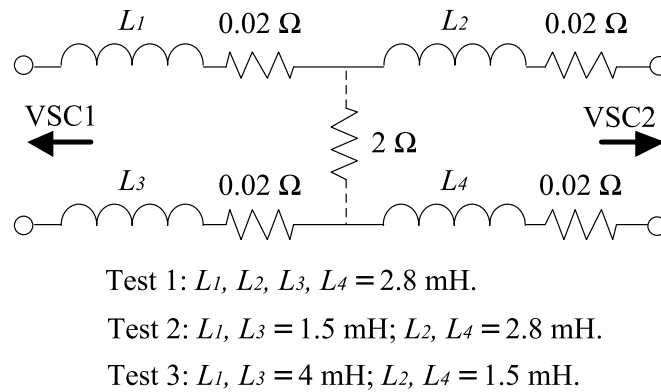 L1 0.02 Ω L2 0.02 Ω
VSC1 2 Ω VSC2
L3 0.02 Ω L4 0.02 Ω
Test 1: L1, L2, L3, L4 = 2.8 mH.
Test 2: L1, L3 = 1.5 mH; L2, L4 = 2.8 mH.
Test 3: L1, L3 = 4 mH; L2, L4 = 1.5 mH.